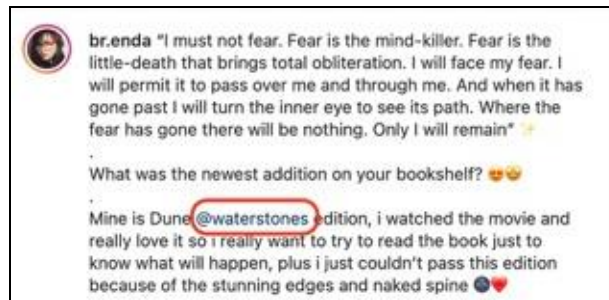 br.enda "I must not fear. Fear is the mind-killer. Fear is the
little-death that brings total obliteration. I will face my fear. I
will permit it to pass over me and through me. And when it has
gone past I will turn the inner eye to see its path. Where the
fear has gone there will be nothing. Only I will remain" ✨
.
What was the newest addition on your bookshelf? 😍🤩
.
Mine is Dune @waterstones edition, i watched the movie and
really love it so i really want to try to read the book just to
know what will happen, plus i just couldn't pass this edition
because of the stunning edges and naked spine 🌚❤️